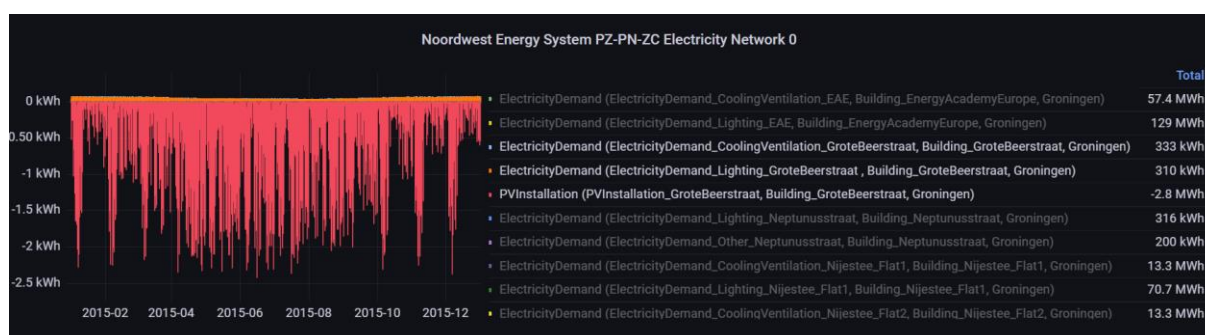 Noordwest Energy System PZ-PN-ZC Electricity Network 0
Total
0 kWh
0.50 kWh
-1 kWh
-1.5 kWh
-2 kWh
-2.5 kWh
2015-02 2015-04 2015-06 2015-08 2015-10 2015-12
ElectricityDemand (ElectricityDemand_CoolingVentilation_EAE, Building_EnergyAcademyEurope, Groningen) 57.4 MWh
ElectricityDemand (ElectricityDemand_Lighting_EAE, Building_EnergyAcademyEurope, Groningen) 129 MWh
ElectricityDemand (ElectricityDemand_CoolingVentilation_GroteBeerstraat, Building_GroteBeerstraat, Groningen) 333 kWh
ElectricityDemand (ElectricityDemand_Lighting_GroteBeerstraat , Building_GroteBeerstraat, Groningen) 310 kWh
PVInstallation (PVInstallation_GroteBeerstraat, Building_GroteBeerstraat, Groningen) -2.8 MWh
ElectricityDemand (ElectricityDemand_Lighting_Neptunusstraat, Building_Neptunusstraat, Groningen) 316 kWh
ElectricityDemand (ElectricityDemand_Other_Neptunusstraat, Building_Neptunusstraat, Groningen) 200 kWh
ElectricityDemand (ElectricityDemand_CoolingVentilation_Nijestee_Flat1, Building_Nijestee_Flat1, Groningen) 13.3 MWh
ElectricityDemand (ElectricityDemand_Lighting_Nijestee_Flat1, Building_Nijestee_Flat1, Groningen) 70.7 MWh
ElectricityDemand (ElectricityDemand_CoolingVentilation_Nijestee_Flat2, Building_Nijestee_Flat2, Groningen) 13.3 MWh